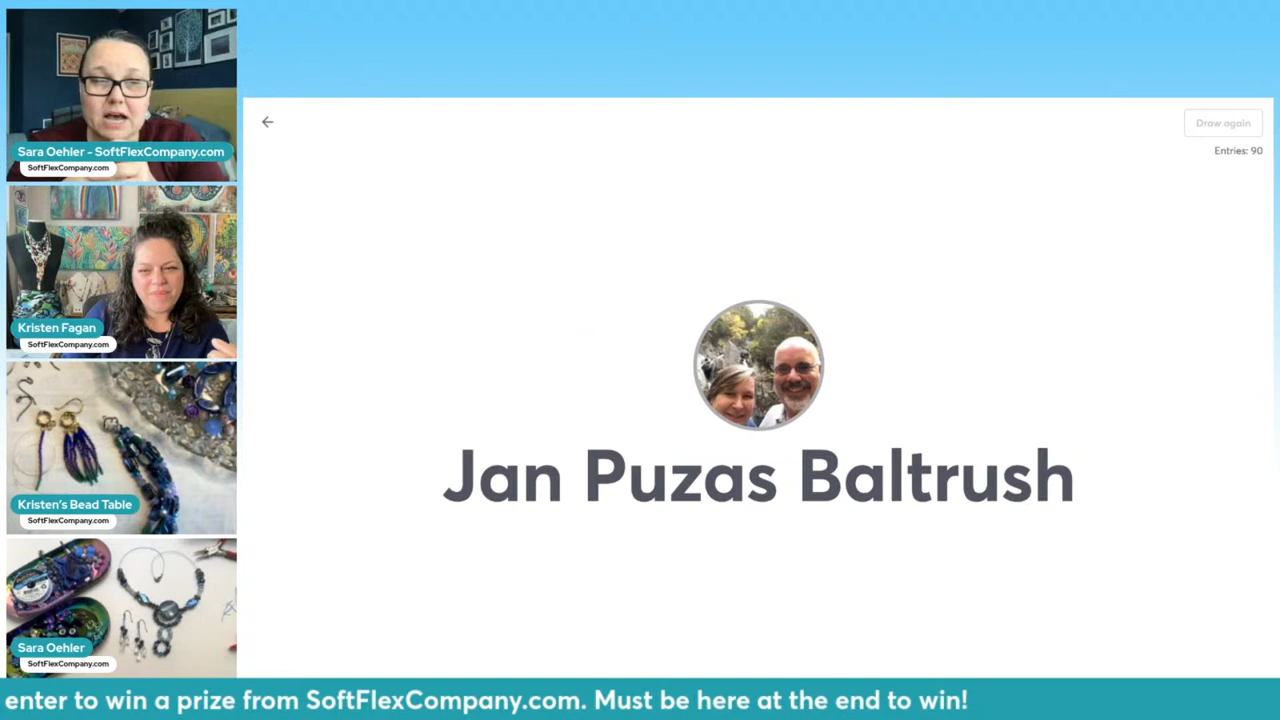 Sara Oehler - SoftFlexCompany.com
SoftFlexCompany.com
Kristen Fagan
SoftFlexCompany.com
Kristen's Bead Table
SoftFlexCompany.com
Sara Oehler
SoftFlexCompany.com
Draw again
Entries: 90
Jan Puzas Baltrush
enter to win a prize from SoftFlexCompany.com. Must be here at the end to win!